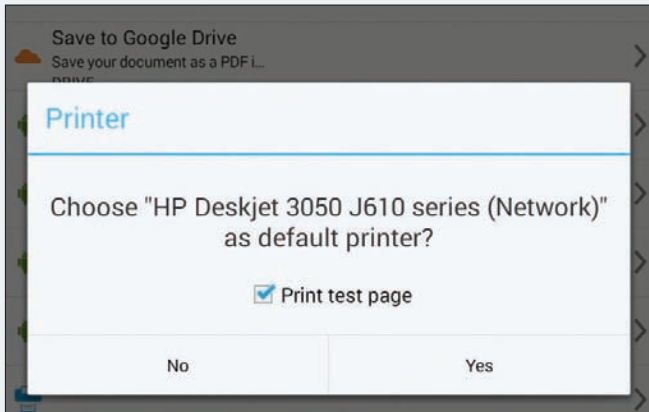 Save to Google Drive
Save your document as a PDF i...
DRIVE
Printer
Choose "HP Deskjet 3050 J610 series (Network)"
as default printer?
Print test page
No
Yes